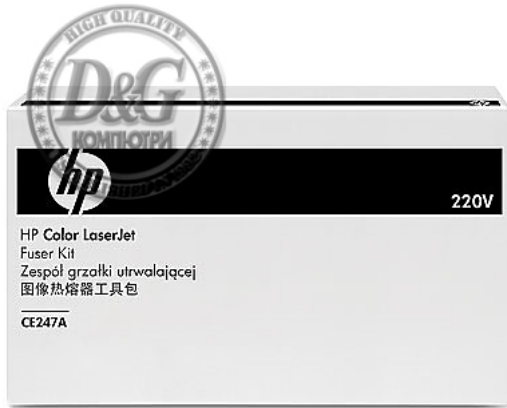 HIGH QUALITY
D&G
КОМПЮТРИ
hp
220V
HP Color LaserJet
Fuser Kit
Zespół grzałki utrwalającej
图像热熔器工具包
CE247A